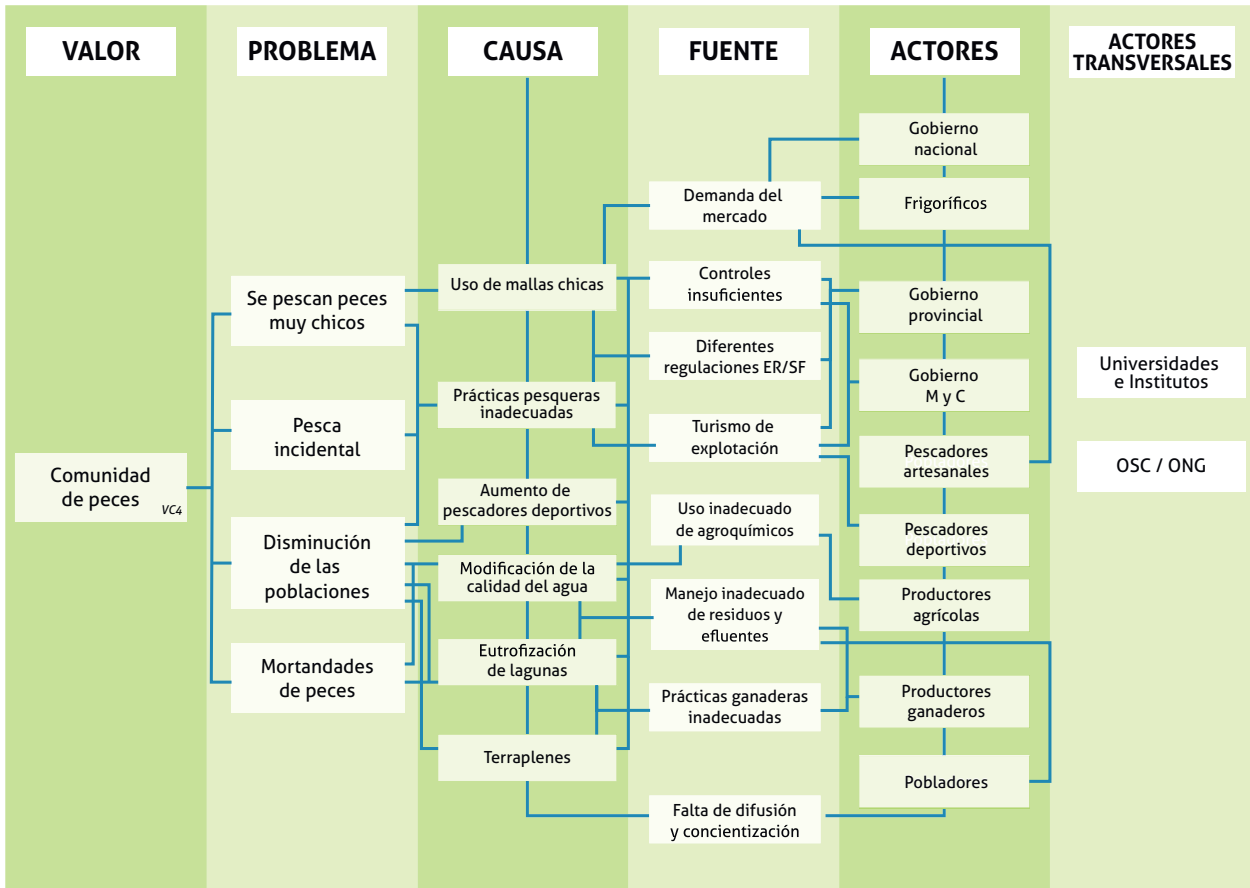 VALOR
PROBLEMA
CAUSA
FUENTE
ACTORES
ACTORES
TRANSVERSALES
Comunidad
de peces
VC4
Se pescan peces
muy chicos
Pesca
incidental
Disminución
de las
poblaciones
Mortandades
de peces
Uso de mallas chicas
Prácticas pesqueras
inadecuadas
Aumento de
pescadores deportivos
Modificación de la
calidad del agua
Eutrofización
de lagunas
Terraplenes
Demanda del
mercado
Controles
insuficientes
Diferentes
regulaciones ER/SF
Turismo de
explotación
Uso inadecuado
de agroquímicos
Manejo inadecuado
de residuos y
efluentes
Prácticas ganaderas
inadecuadas
Falta de difusión
y concientización
Gobierno
nacional
Frigoríficos
Gobierno
provincial
Gobierno
M y C
Pescadores
artesanales
Pescadores
deportivos
Productores
agrícolas
Productores
ganaderos
Pobladores
Universidades
e Institutos
OSC / ONG